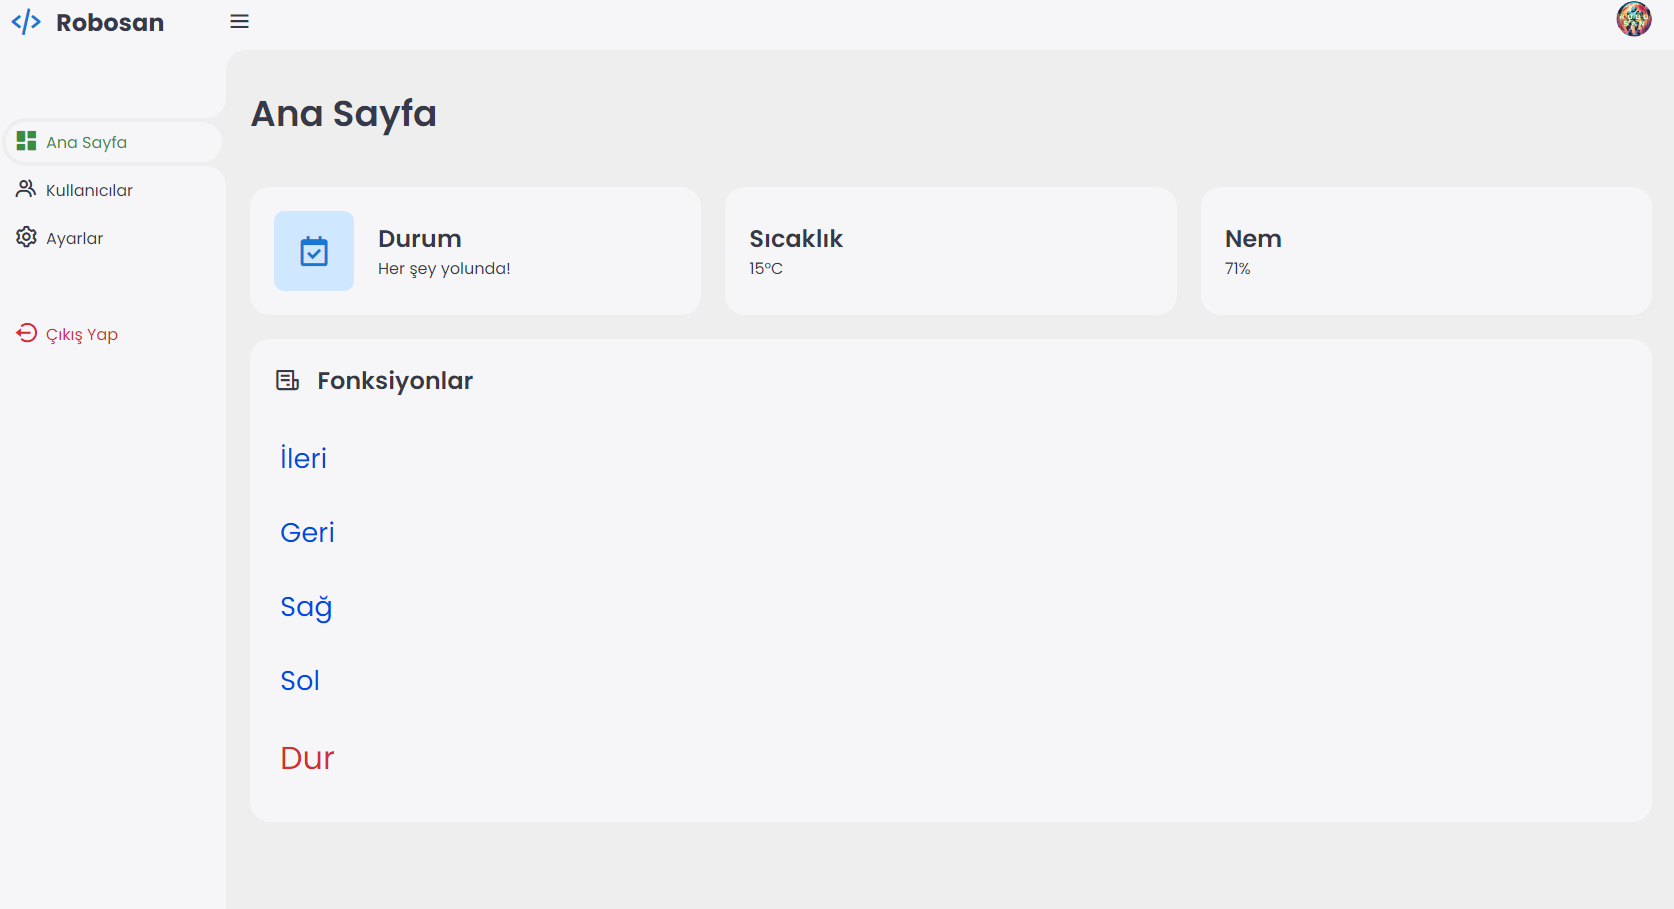 Robosan
Ana Sayfa
Kullanıcılar
Ayarlar
Çıkış Yap
Ana Sayfa
Durum
Her şey yolunda!
Sıcaklık
15°C
Nem
71%
Fonksiyonlar
İleri
Geri
Sağ
Sol
Dur